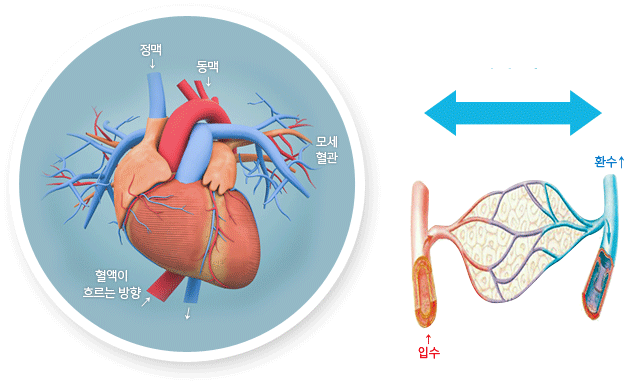 정맥
↓
동맥
↓
모세
혈관
혈액이
흐르는 방향
↗
↓
환수↑
↑
입수